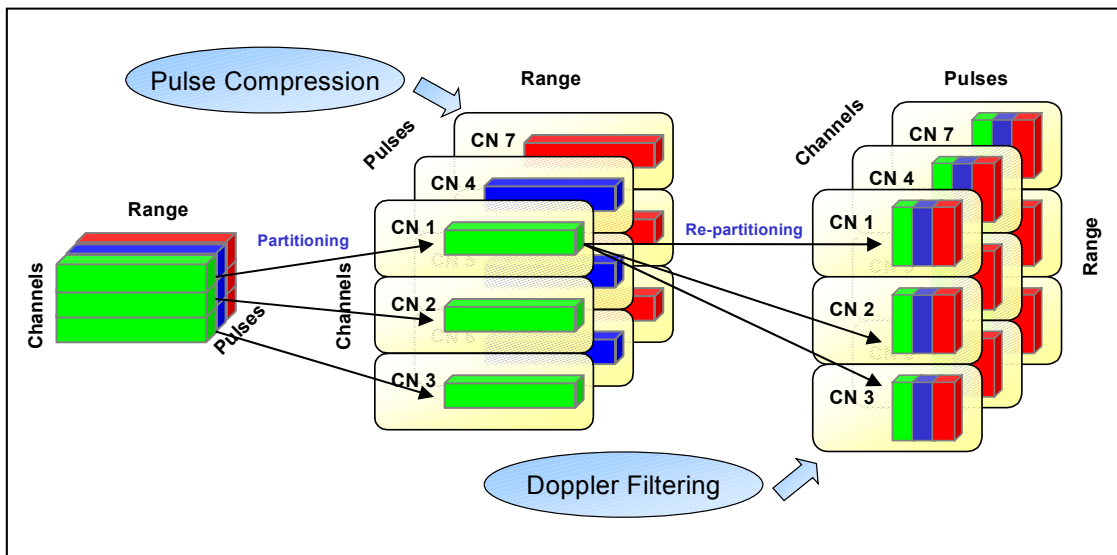 Pulse Compression
Range
Pulses
Pulses
Channels
CN 7
CN 7
CN 4
CN 4
Range
CN 1
CN 1
Partitioning
Re-partitioning
Channels
Pulses
Channels
Range
CN 2
CN 2
CN 3
CN 3
Doppler Filtering